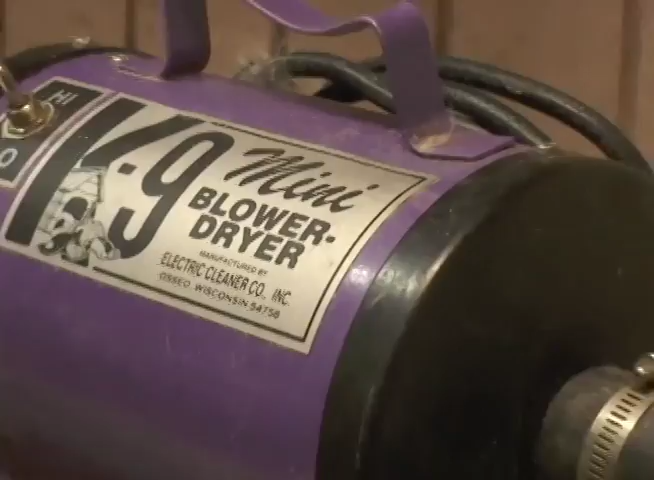 HI
O
K-9
Mini
BLOWER-
DRYER
MANUFACTURED BY
ELECTRIC CLEANER CO., INC.
OSSEO, WISCONSIN 54758